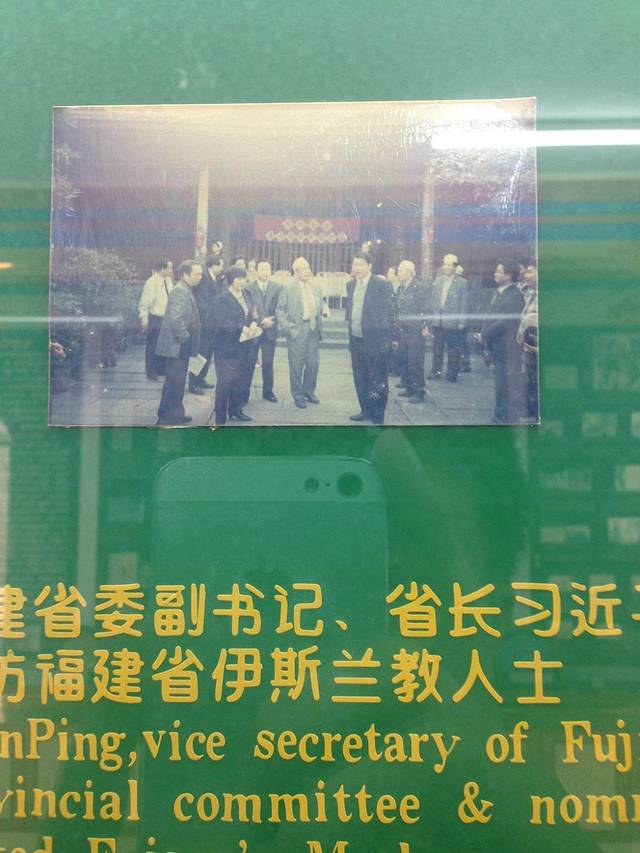 建省委副书记、省长习近
访福建省伊斯兰教人士
nPing,vice secretary of Fuj
vincial committee & nom